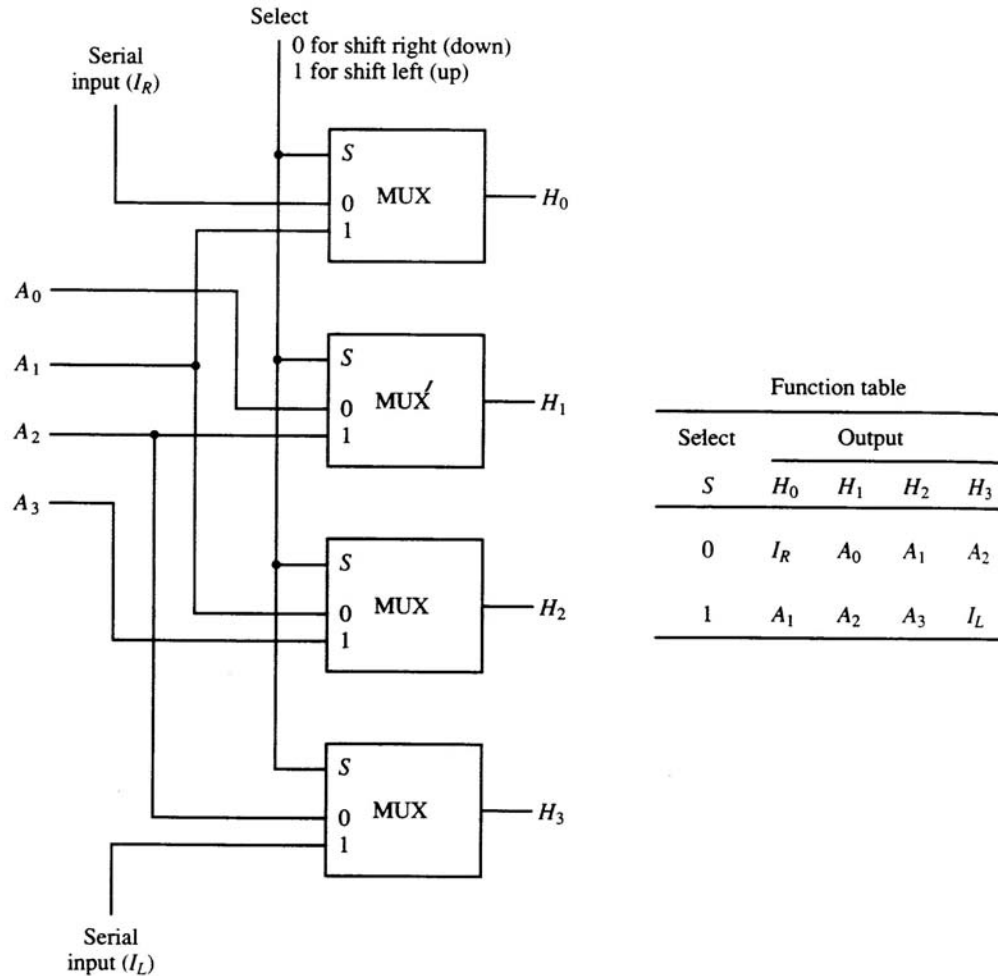 Select
0 for shift right (down)
1 for shift left (up)
Serial
input (I_R)
S
MUX
0
1
H_0
A_0
S
A_1
MUX'
0
H_1
A_2
1
A_3
S
MUX
0
H_2
1
S
MUX
0
H_3
1
Serial
input (I_L)
Function table
Select Output
S H_0 H_1 H_2 H_3
0 I_R A_0 A_1 A_2
1 A_1 A_2 A_3 I_L